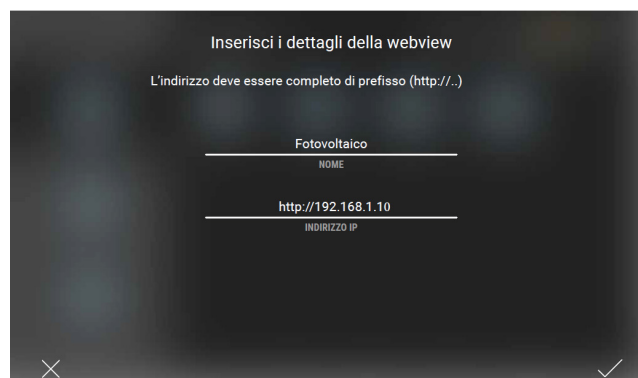 Inserisci i dettagli della webview
L'indirizzo deve essere completo di prefisso (http://..)
Fotovoltaico
NOME
http://192.168.1.10
INDIRIZZO IP